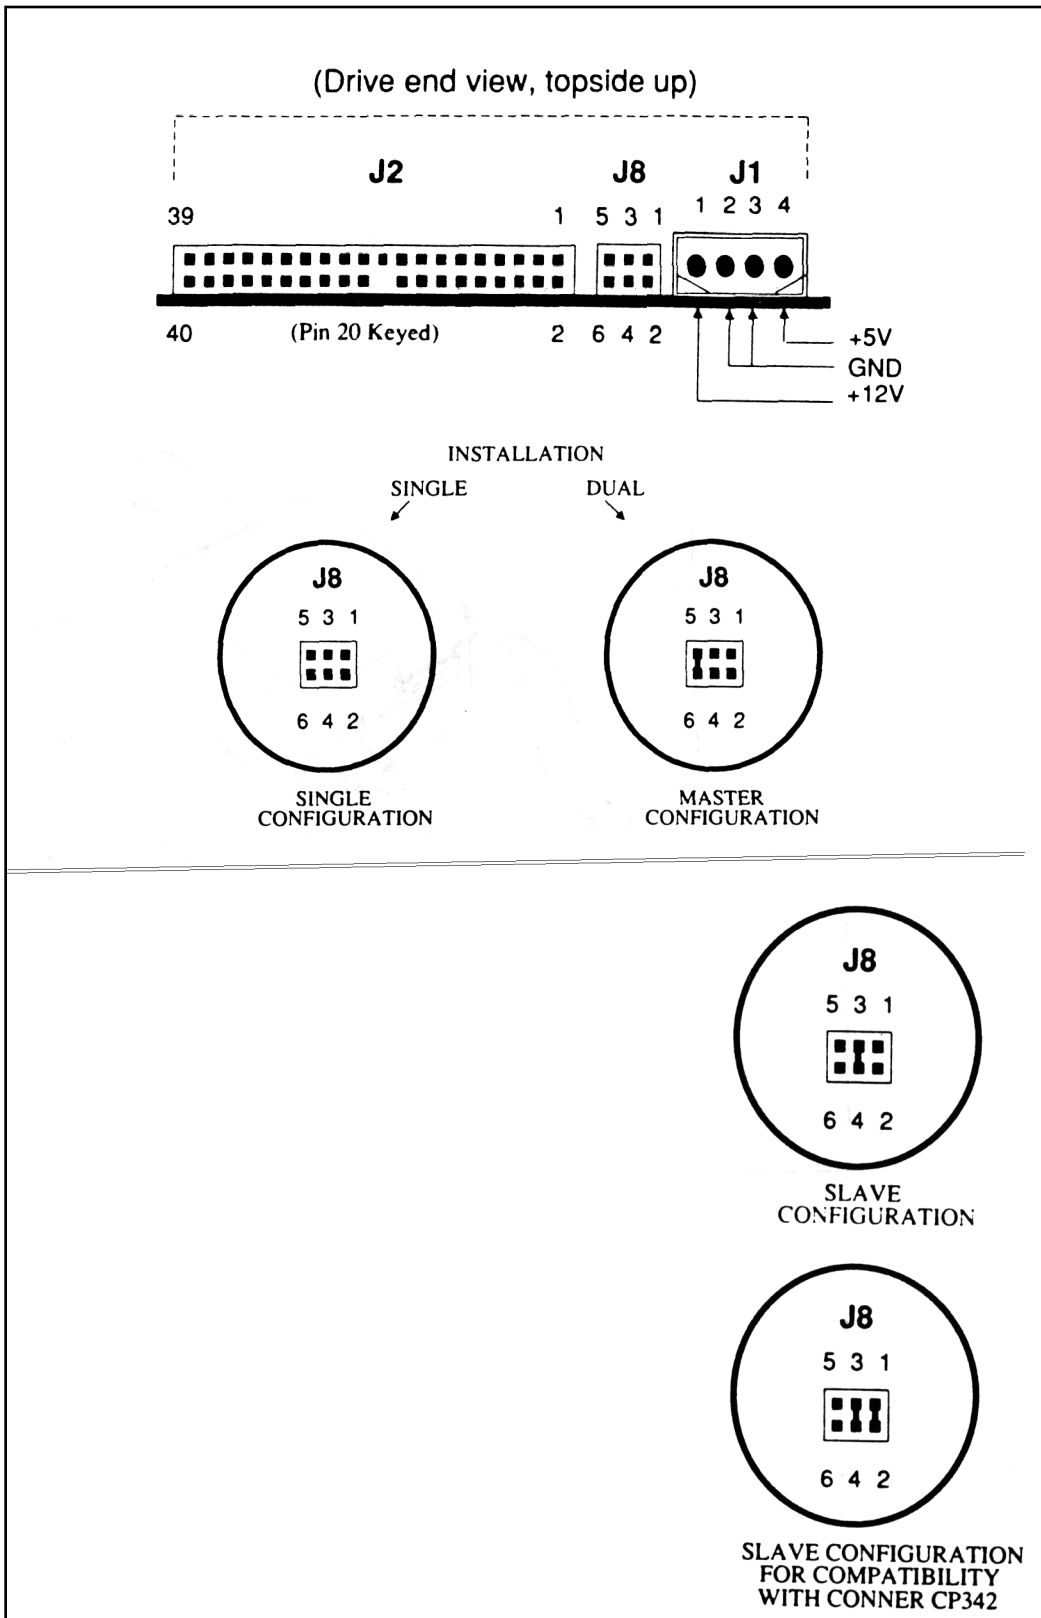 (Drive end view, topside up)
J2 J8 J1
39 1 5 3 1 1 2 3 4
40 (Pin 20 Keyed) 2 6 4 2
+5V
GND
+12V
INSTALLATION
SINGLE DUAL
J8
5 3 1
6 4 2
SINGLE
CONFIGURATION
J8
5 3 1
6 4 2
MASTER
CONFIGURATION
J8
5 3 1
6 4 2
SLAVE
CONFIGURATION
J8
5 3 1
6 4 2
SLAVE CONFIGURATION
FOR COMPATIBILITY
WITH CONNER CP342